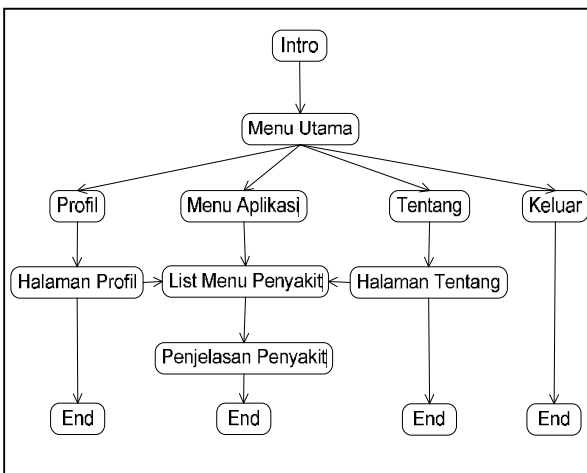 Intro
Menu Utama
Profil
Menu Aplikasi
Tentang
Keluar
Halaman Profil
List Menu Penyakit
Halaman Tentang
Penjelasan Penyakit
End
End
End
End